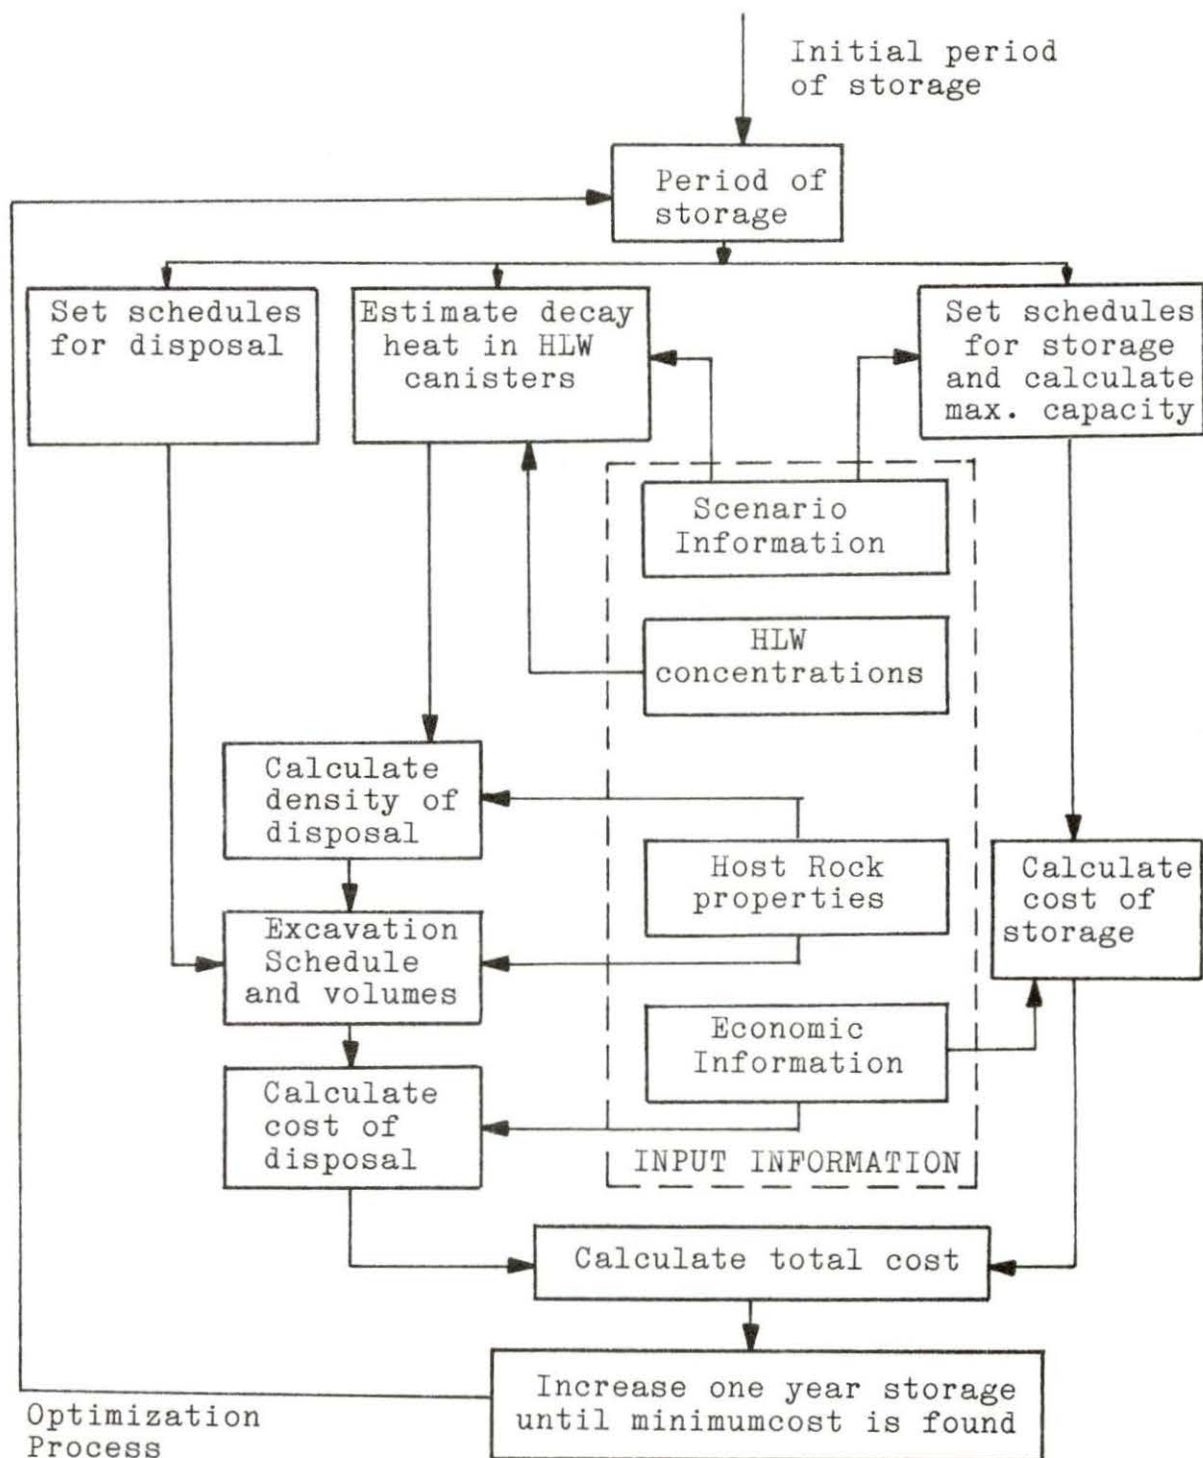 Initial period
of storage
Period of
storage
Set schedules
for disposal
Estimate decay
heat in HLW
canisters
Set schedules
for storage
and calculate
max. capacity
Scenario
Information
HLW
concentrations
Calculate
density of
disposal
Host Rock
properties
Calculate
cost of
storage
Excavation
Schedule
and volumes
Economic
Information
Calculate
cost of
disposal
INPUT INFORMATION
Calculate total cost
Increase one year storage
until minimumcost is found
Optimization
Process